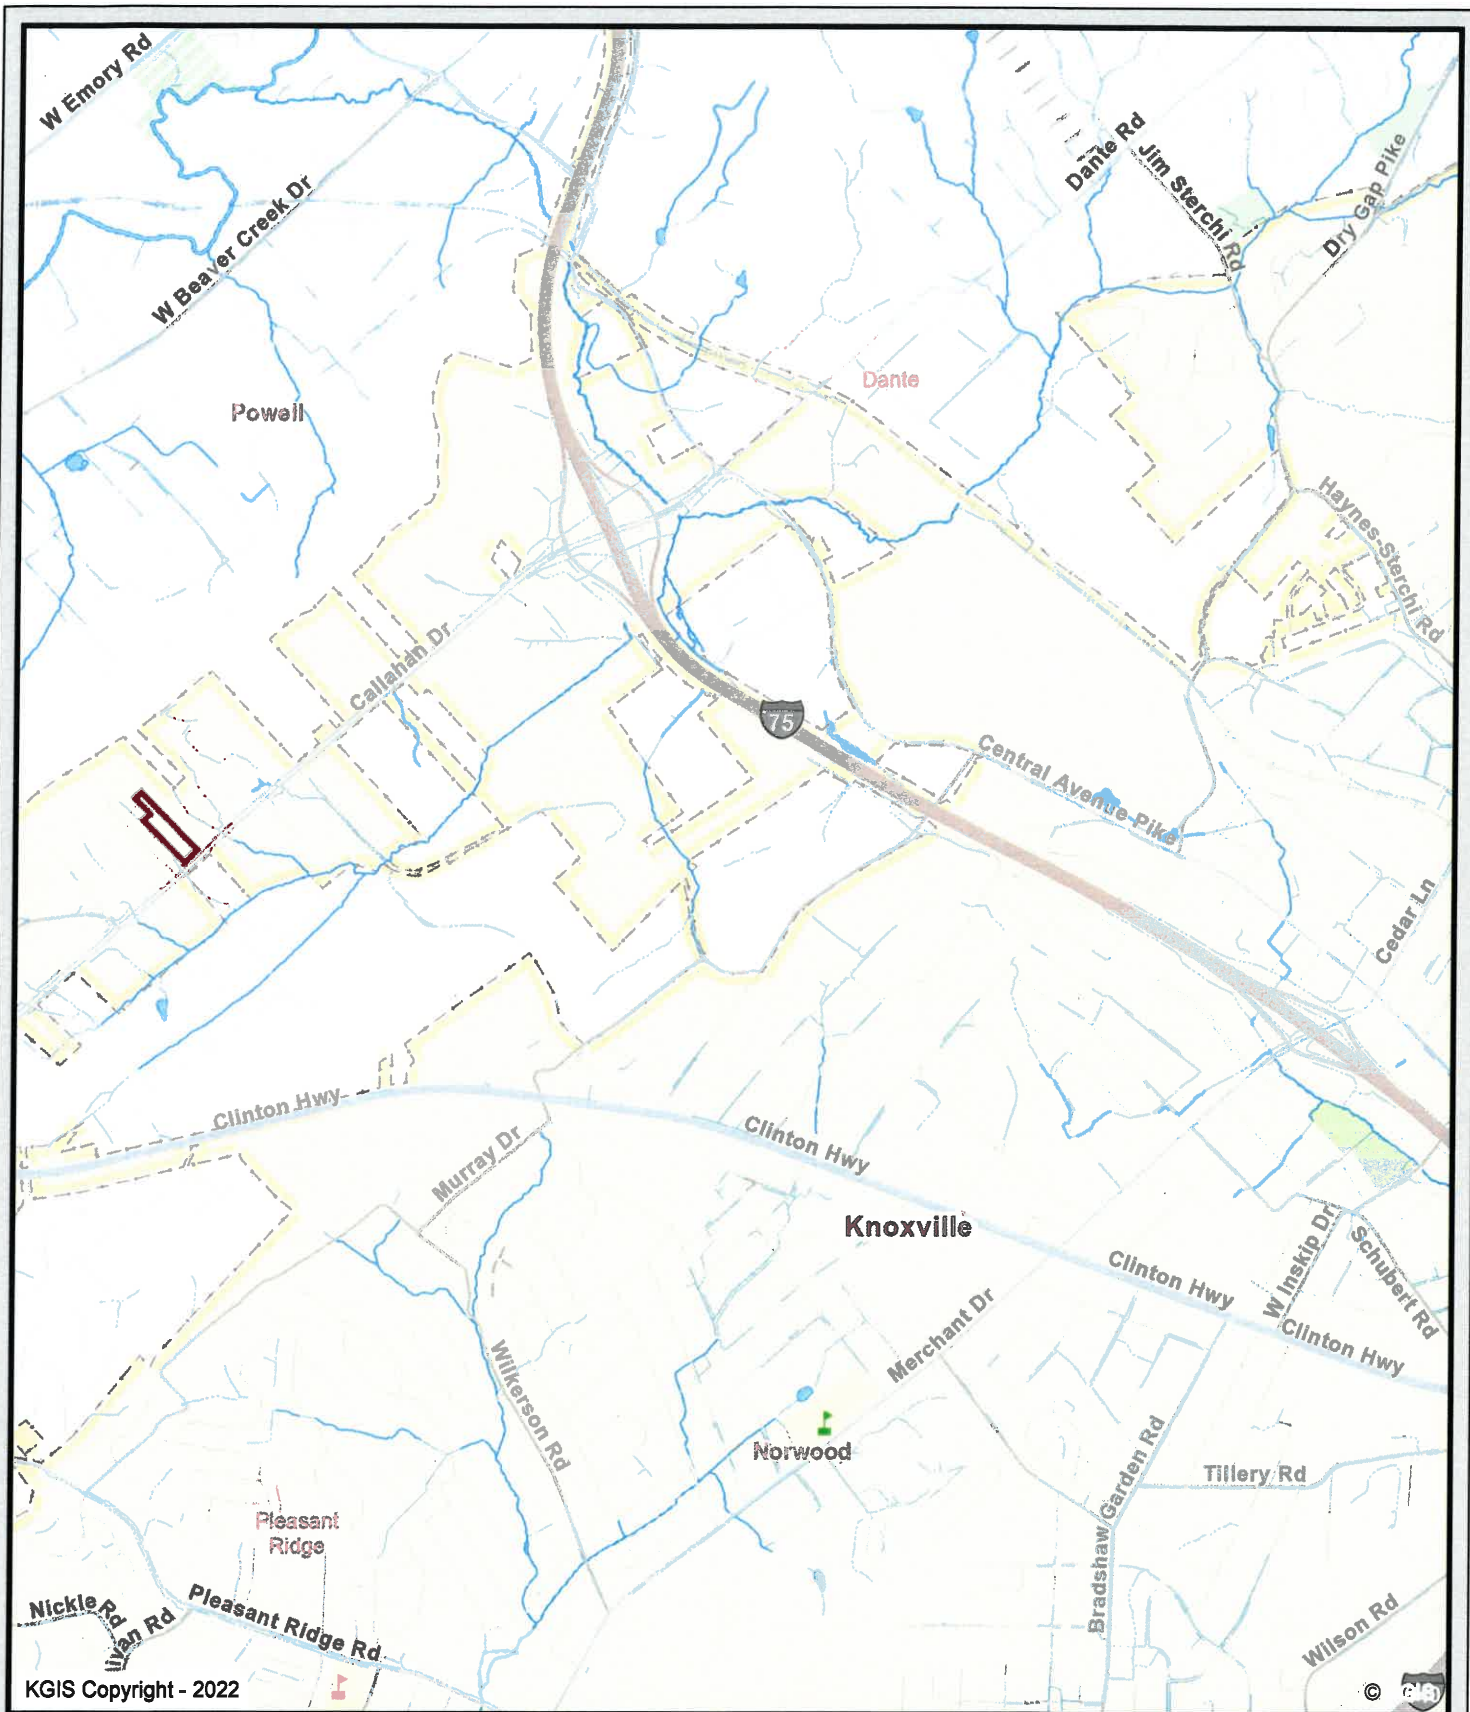 W Emory Rd
Dante Rd
Jim Sterchi Rd
Dry Gap Pike
W Beaver Creek Dr
Dante
Powell
Haynes-Sterchi Rd
Callahan Dr
75
Central Avenue Pike
Cedar Ln
Clinton Hwy
Murray Dr
Clinton Hwy
Knoxville
W Inskip Dr
Schubert Rd
Clinton Hwy
Clinton Hwy
Merchant Dr
Wilkerson Rd
Norwood
Bradshaw Garden Rd
Tillery Rd
Pleasant
Ridge
Nickle Rd
ivan Rd
Pleasant Ridge Rd
Wilson Rd
KGIS Copyright - 2022
©